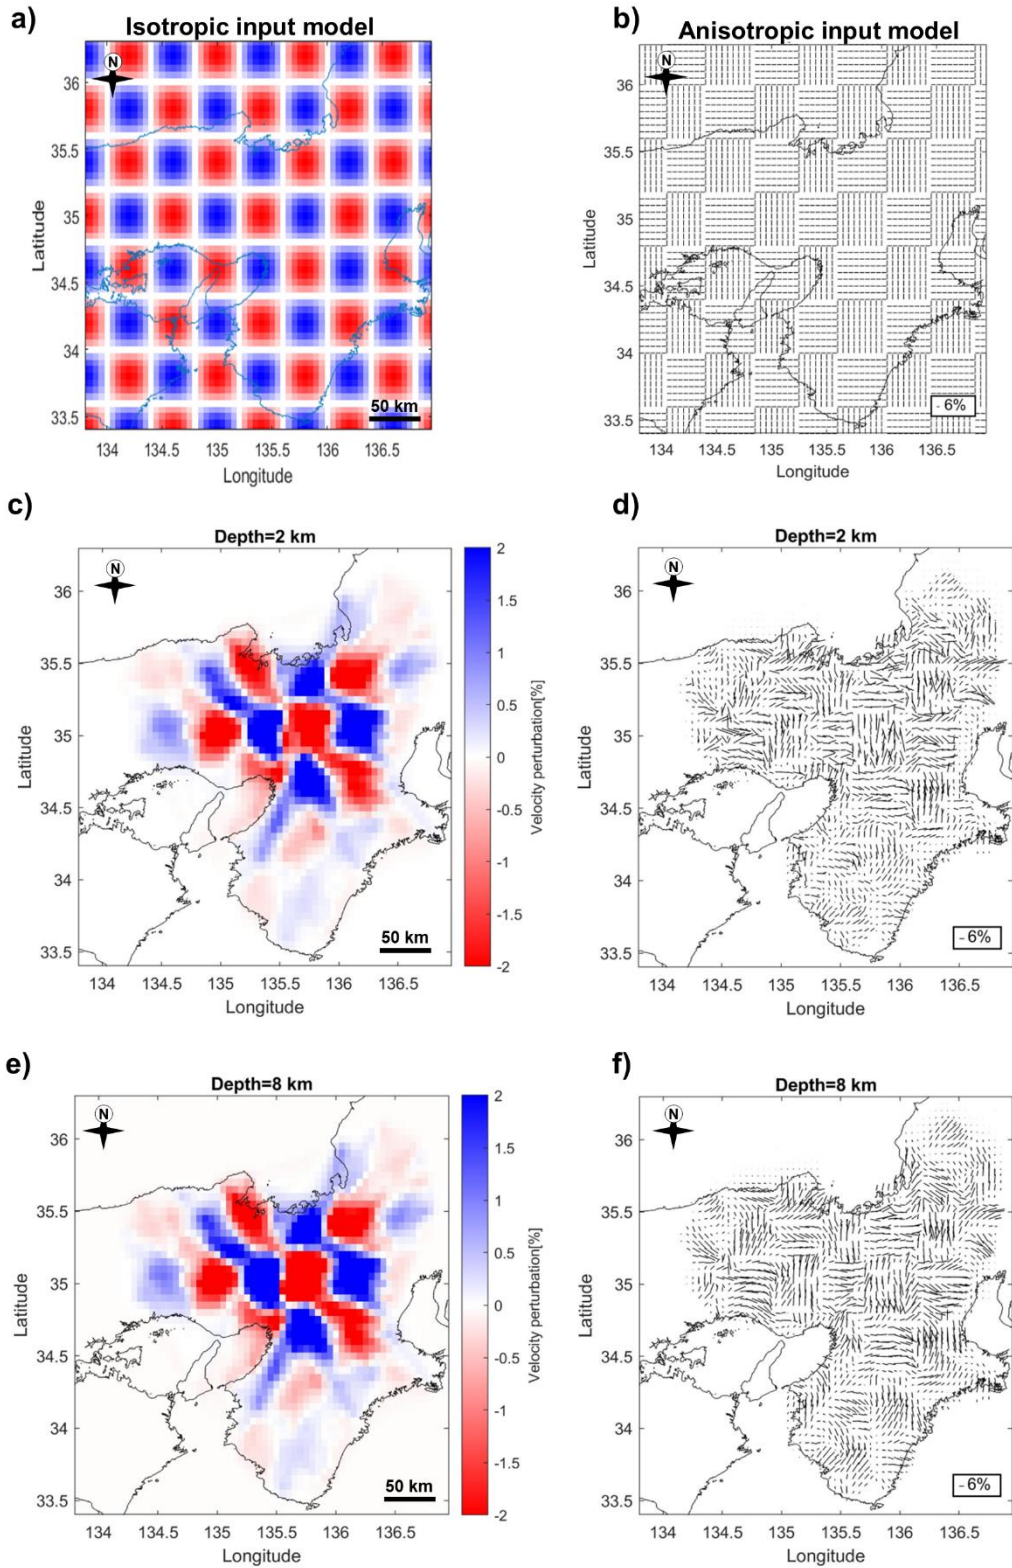 a)
Isotropic input model
N
36
35.5
35
34.5
34
33.5
Latitude
50 km
134 134.5 135 135.5 136 136.5
Longitude
b)
Anisotropic input model
N
36
35.5
35
34.5
34
33.5
Latitude
- 6%
134 134.5 135 135.5 136 136.5
Longitude
c)
Depth=2 km
N
36
35.5
35
34.5
34
33.5
Latitude
50 km
134 134.5 135 135.5 136 136.5
Longitude
2
1.5
1
0.5
0
-0.5
-1
-1.5
-2
Velocity perturbation[%]
d)
Depth=2 km
N
36
35.5
35
34.5
34
33.5
Latitude
- 6%
134 134.5 135 135.5 136 136.5
Longitude
e)
Depth=8 km
N
36
35.5
35
34.5
34
33.5
Latitude
50 km
134 134.5 135 135.5 136 136.5
Longitude
2
1.5
1
0.5
0
-0.5
-1
-1.5
-2
Velocity perturbation[%]
f)
Depth=8 km
N
36
35.5
35
34.5
34
33.5
Latitude
- 6%
134 134.5 135 135.5 136 136.5
Longitude